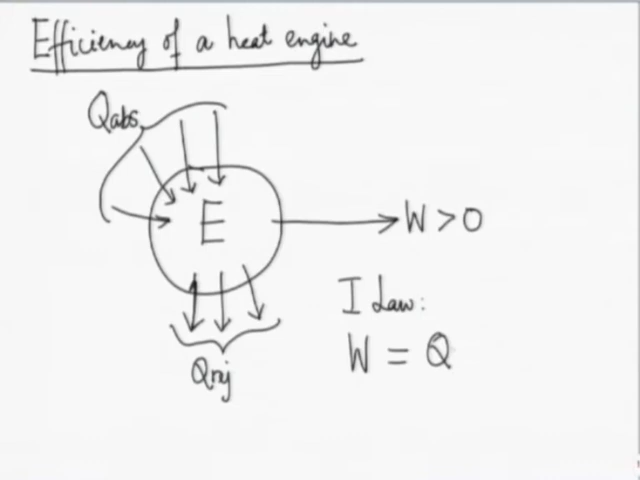 Efficiency of a heat engine
Qabs
E
W > 0
I Law:
W = Q
Qrej